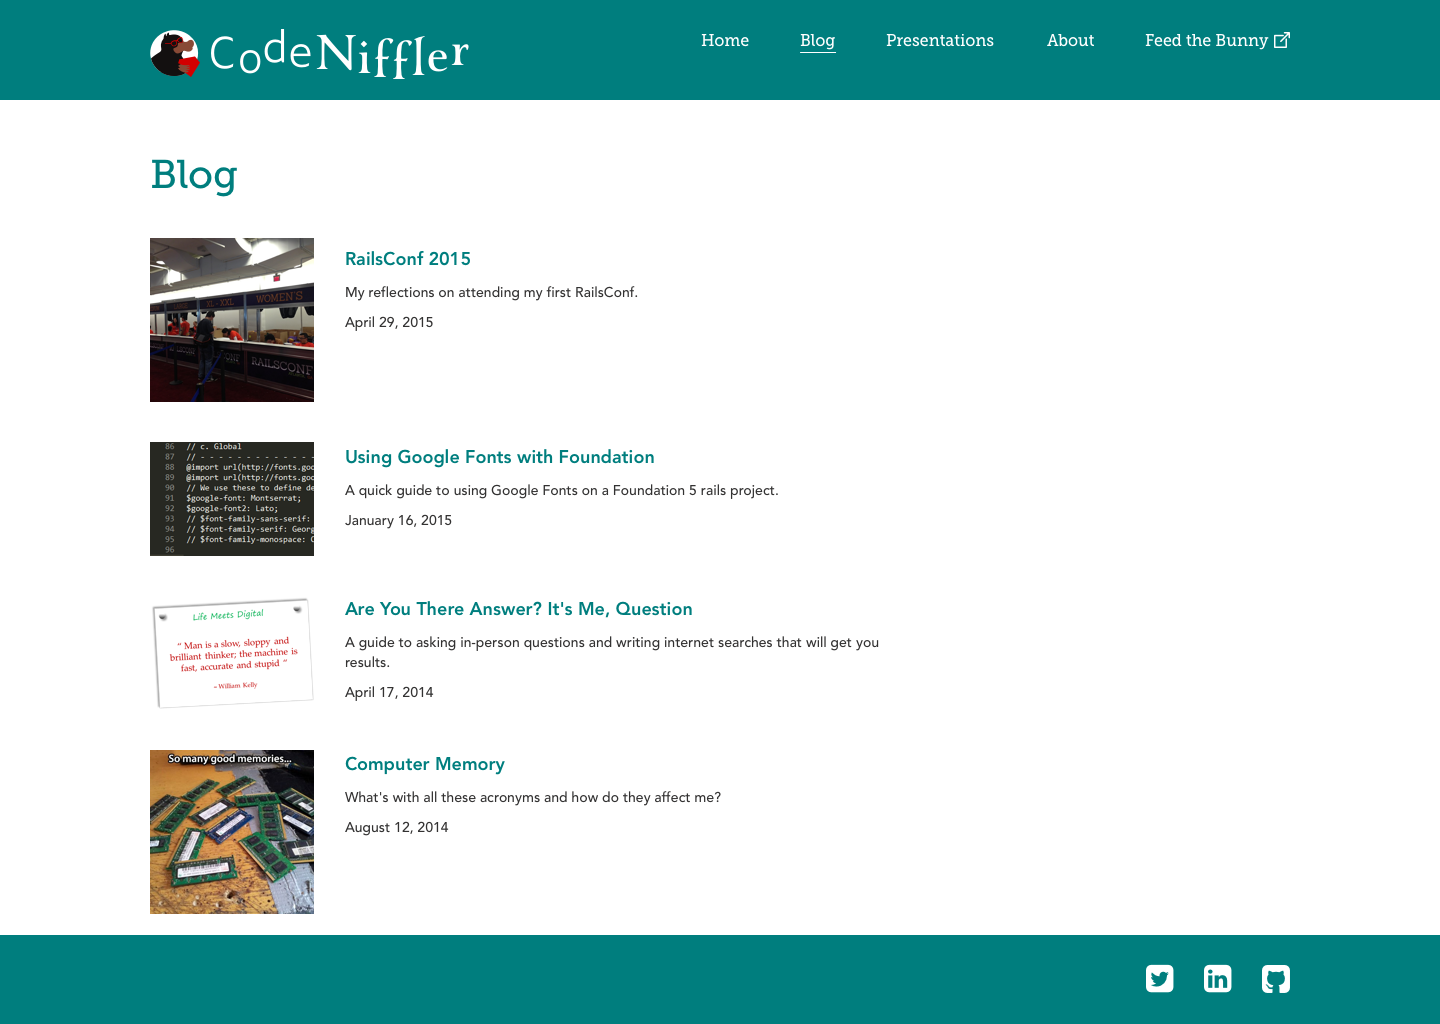 CodeNiffler
Home Blog Presentations About Feed the Bunny
Blog
XL - XXL WOMEN'S
RAILSCONF
RailsConf 2015
My reflections on attending my first RailsConf.
April 29, 2015
86 // c. Global
87 // - - - - - - - - - - - - -
88 @import url(http://fonts.goo
89 @import url(http://fonts.goo
90 // We use these to define de
91 $google-font: Montserrat;
92 $google-font2: Lato;
93 // $font-family-sans-serif:
94 // $font-family-serif: Georg
95 // $font-family-monospace: C
96
Using Google Fonts with Foundation
A quick guide to using Google Fonts on a Foundation 5 rails project.
January 16, 2015
Life Meets Digital
“ Man is a slow, sloppy and
brilliant thinker; the machine is
fast, accurate and stupid ”
~ William Kelly
Are You There Answer? It's Me, Question
A guide to asking in-person questions and writing internet searches that will get you
results.
April 17, 2014
So many good memories...
Computer Memory
What's with all these acronyms and how do they affect me?
August 12, 2014
in